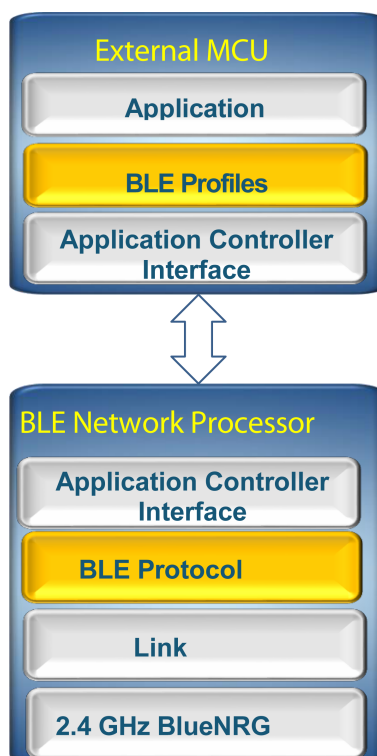 External MCU
Application
BLE Profiles
Application Controller
Interface
BLE Network Processor
Application Controller
Interface
BLE Protocol
Link
2.4 GHz BlueNRG